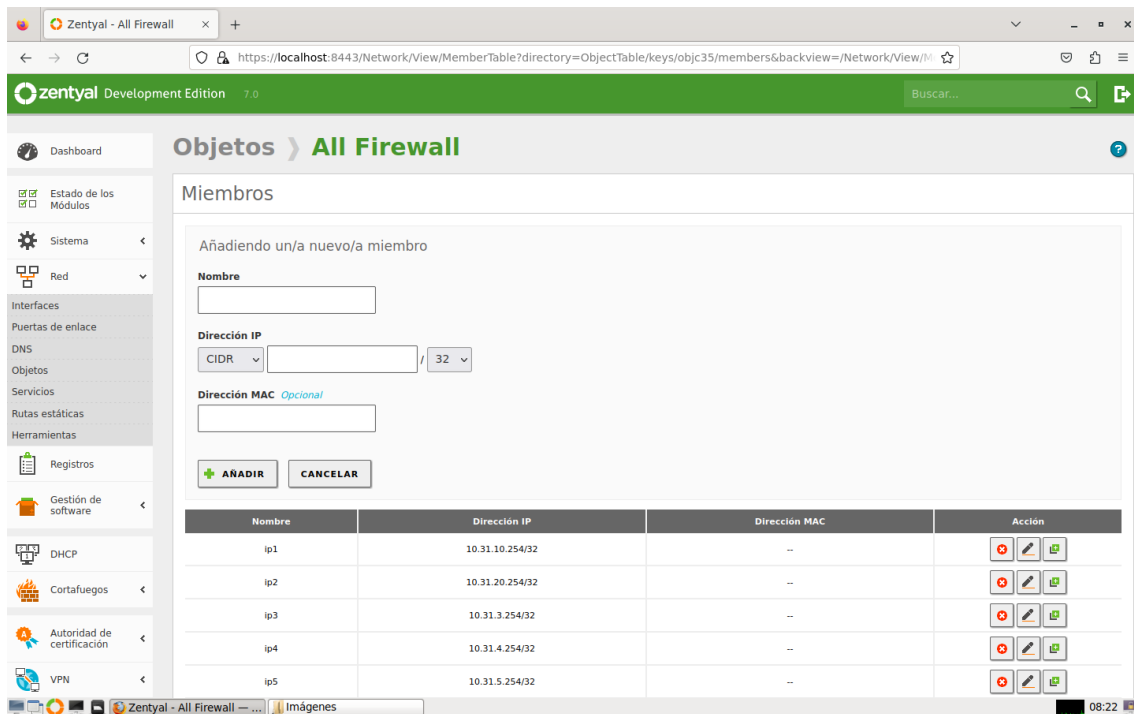 Zentyal - All Firewall
https://localhost:8443/Network/View/MemberTable?directory=ObjectTable/keys/objc35/members&backview=/Network/View/M
zentyal Development Edition 7.0
Buscar...
Dashboard
Estado de los
Módulos
Sistema
Red
Interfaces
Puertas de enlace
DNS
Objetos
Servicios
Rutas estáticas
Herramientas
Registros
Gestión de
software
DHCP
Cortafuegos
Autoridad de
certificación
VPN
Objetos All Firewall
Miembros
Añadiendo un/a nuevo/a miembro
Nombre
Dirección IP
CIDR / 32
Dirección MAC Opcional
AÑADIR CANCELAR
Nombre Dirección IP Dirección MAC Acción
ip1 10.31.10.254/32 --
ip2 10.31.20.254/32 --
ip3 10.31.3.254/32 --
ip4 10.31.4.254/32 --
ip5 10.31.5.254/32 --
Zentyal - All Firewall — ... Imágenes 08:22